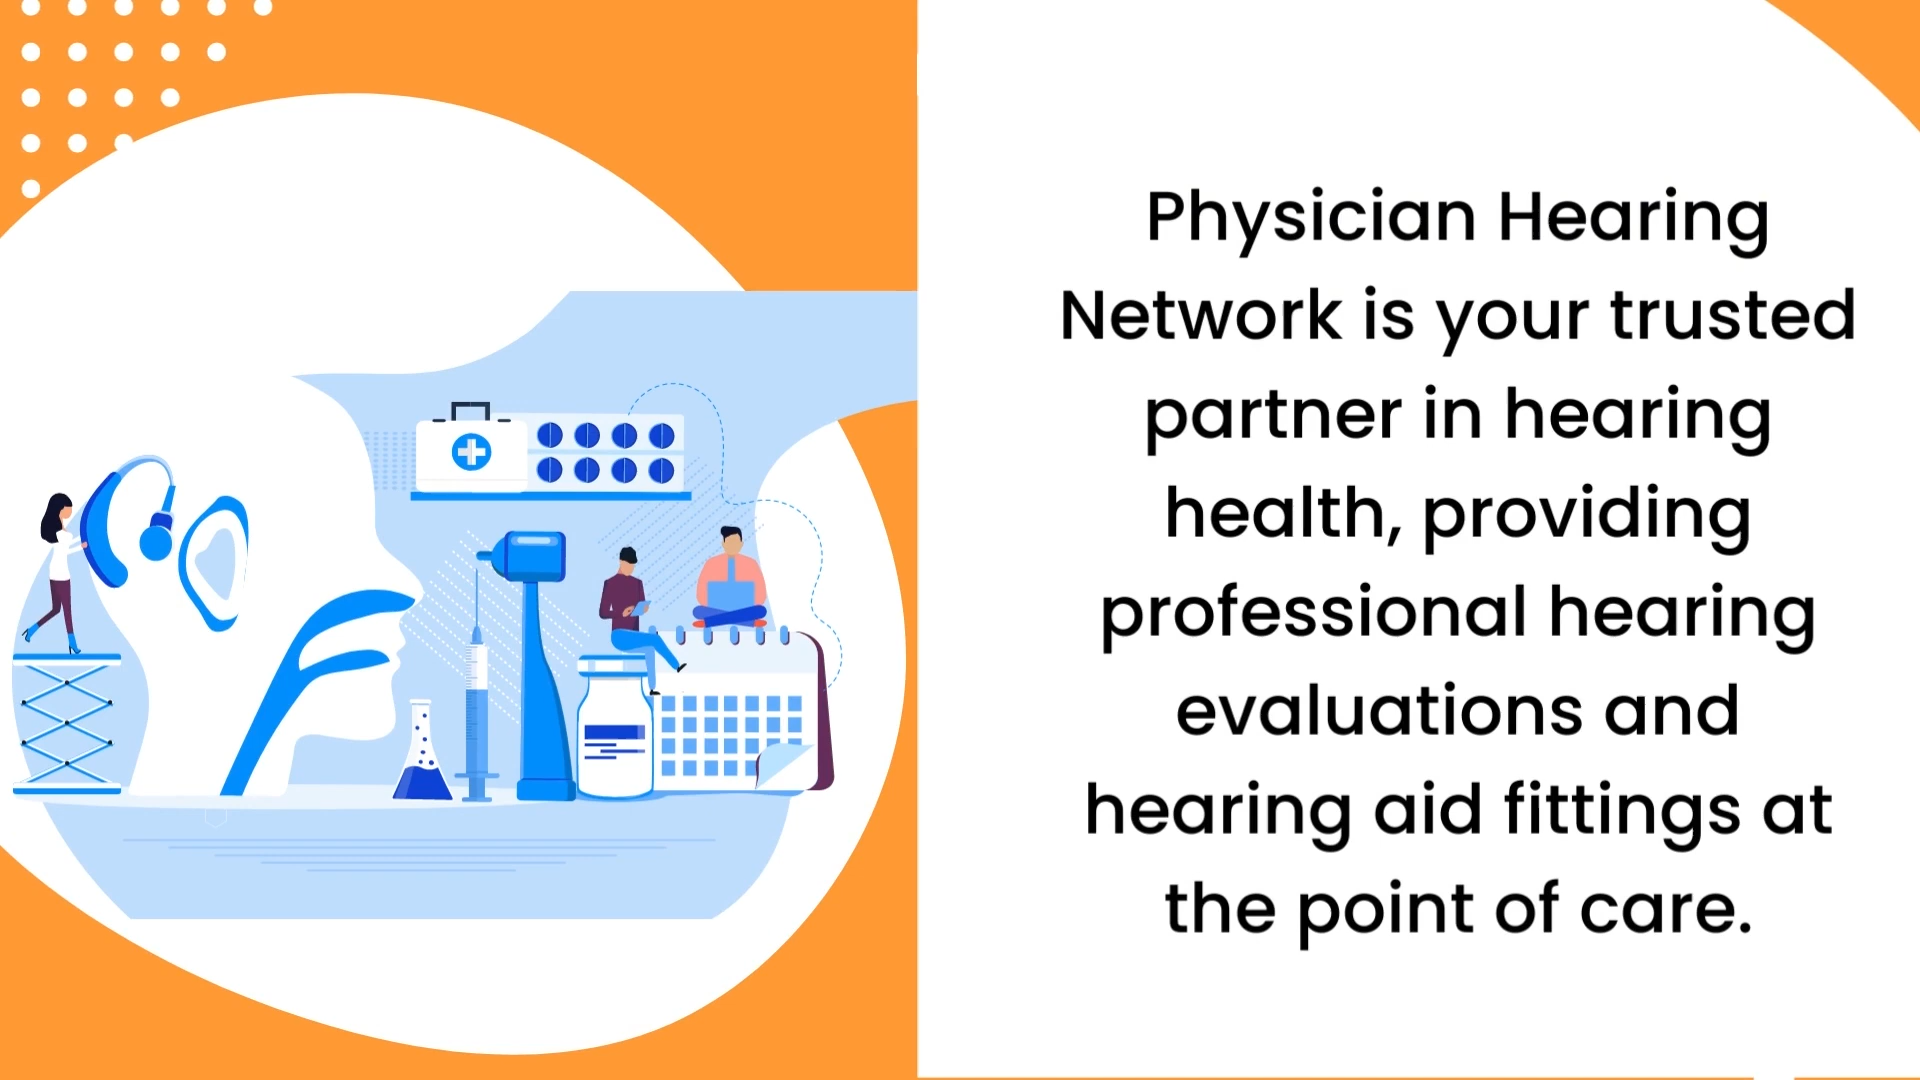 Physician Hearing
Network is your trusted
partner in hearing
health, providing
professional hearing
evaluations and
hearing aid fittings at
the point of care.